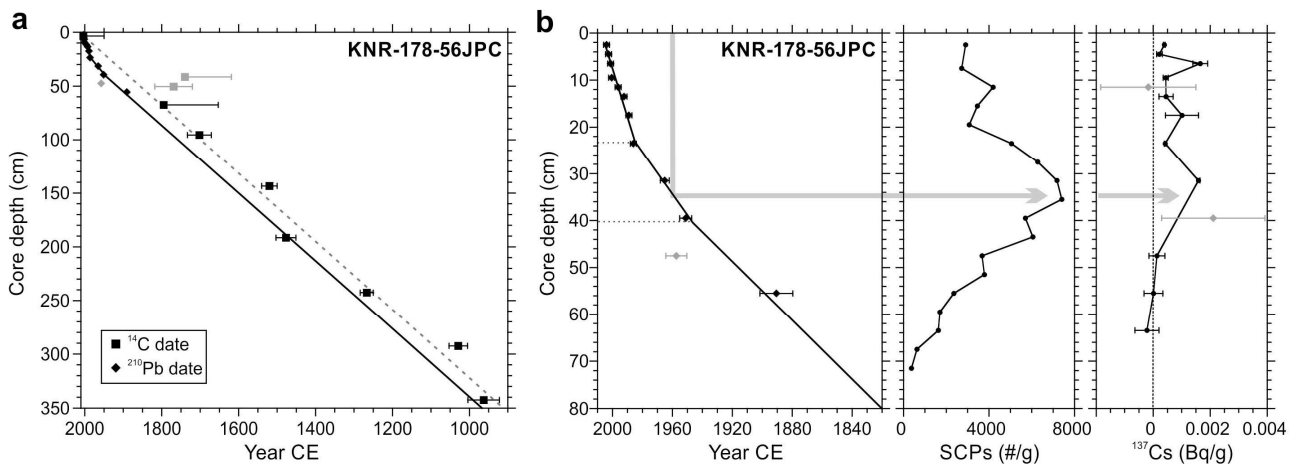 a
KNR-178-56JPC
0
50
100
150
200
250
300
350
Core depth (cm)
¹⁴C date
²¹⁰Pb date
2000 1800 1600 1400 1200 1000
Year CE
b
KNR-178-56JPC
0
10
20
30
40
50
60
70
80
Core depth (cm)
2000 1960 1920 1880 1840
Year CE
0 4000 8000
SCPs (#/g)
0 0.002 0.004
¹³⁷Cs (Bq/g)